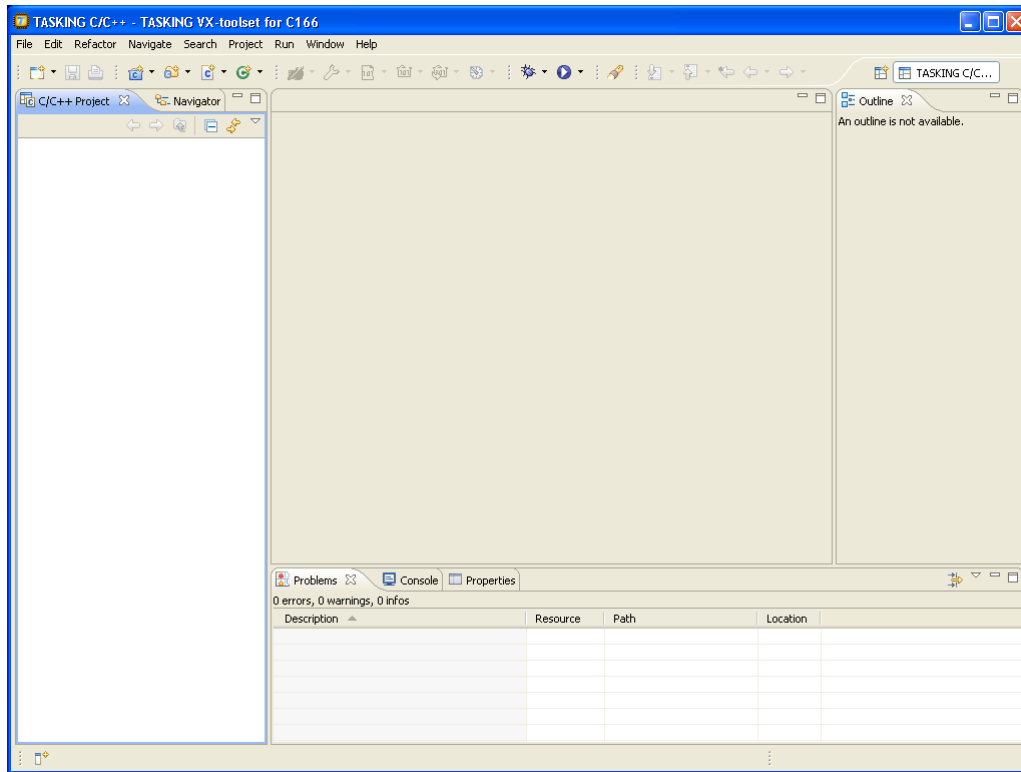 TASKING C/C++ - TASKING VX-toolset for C166
File Edit Refactor Navigate Search Project Run Window Help
TASKING C/C...
C/C++ Project Navigator
Outline
An outline is not available.
Problems Console Properties
0 errors, 0 warnings, 0 infos
Description Resource Path Location